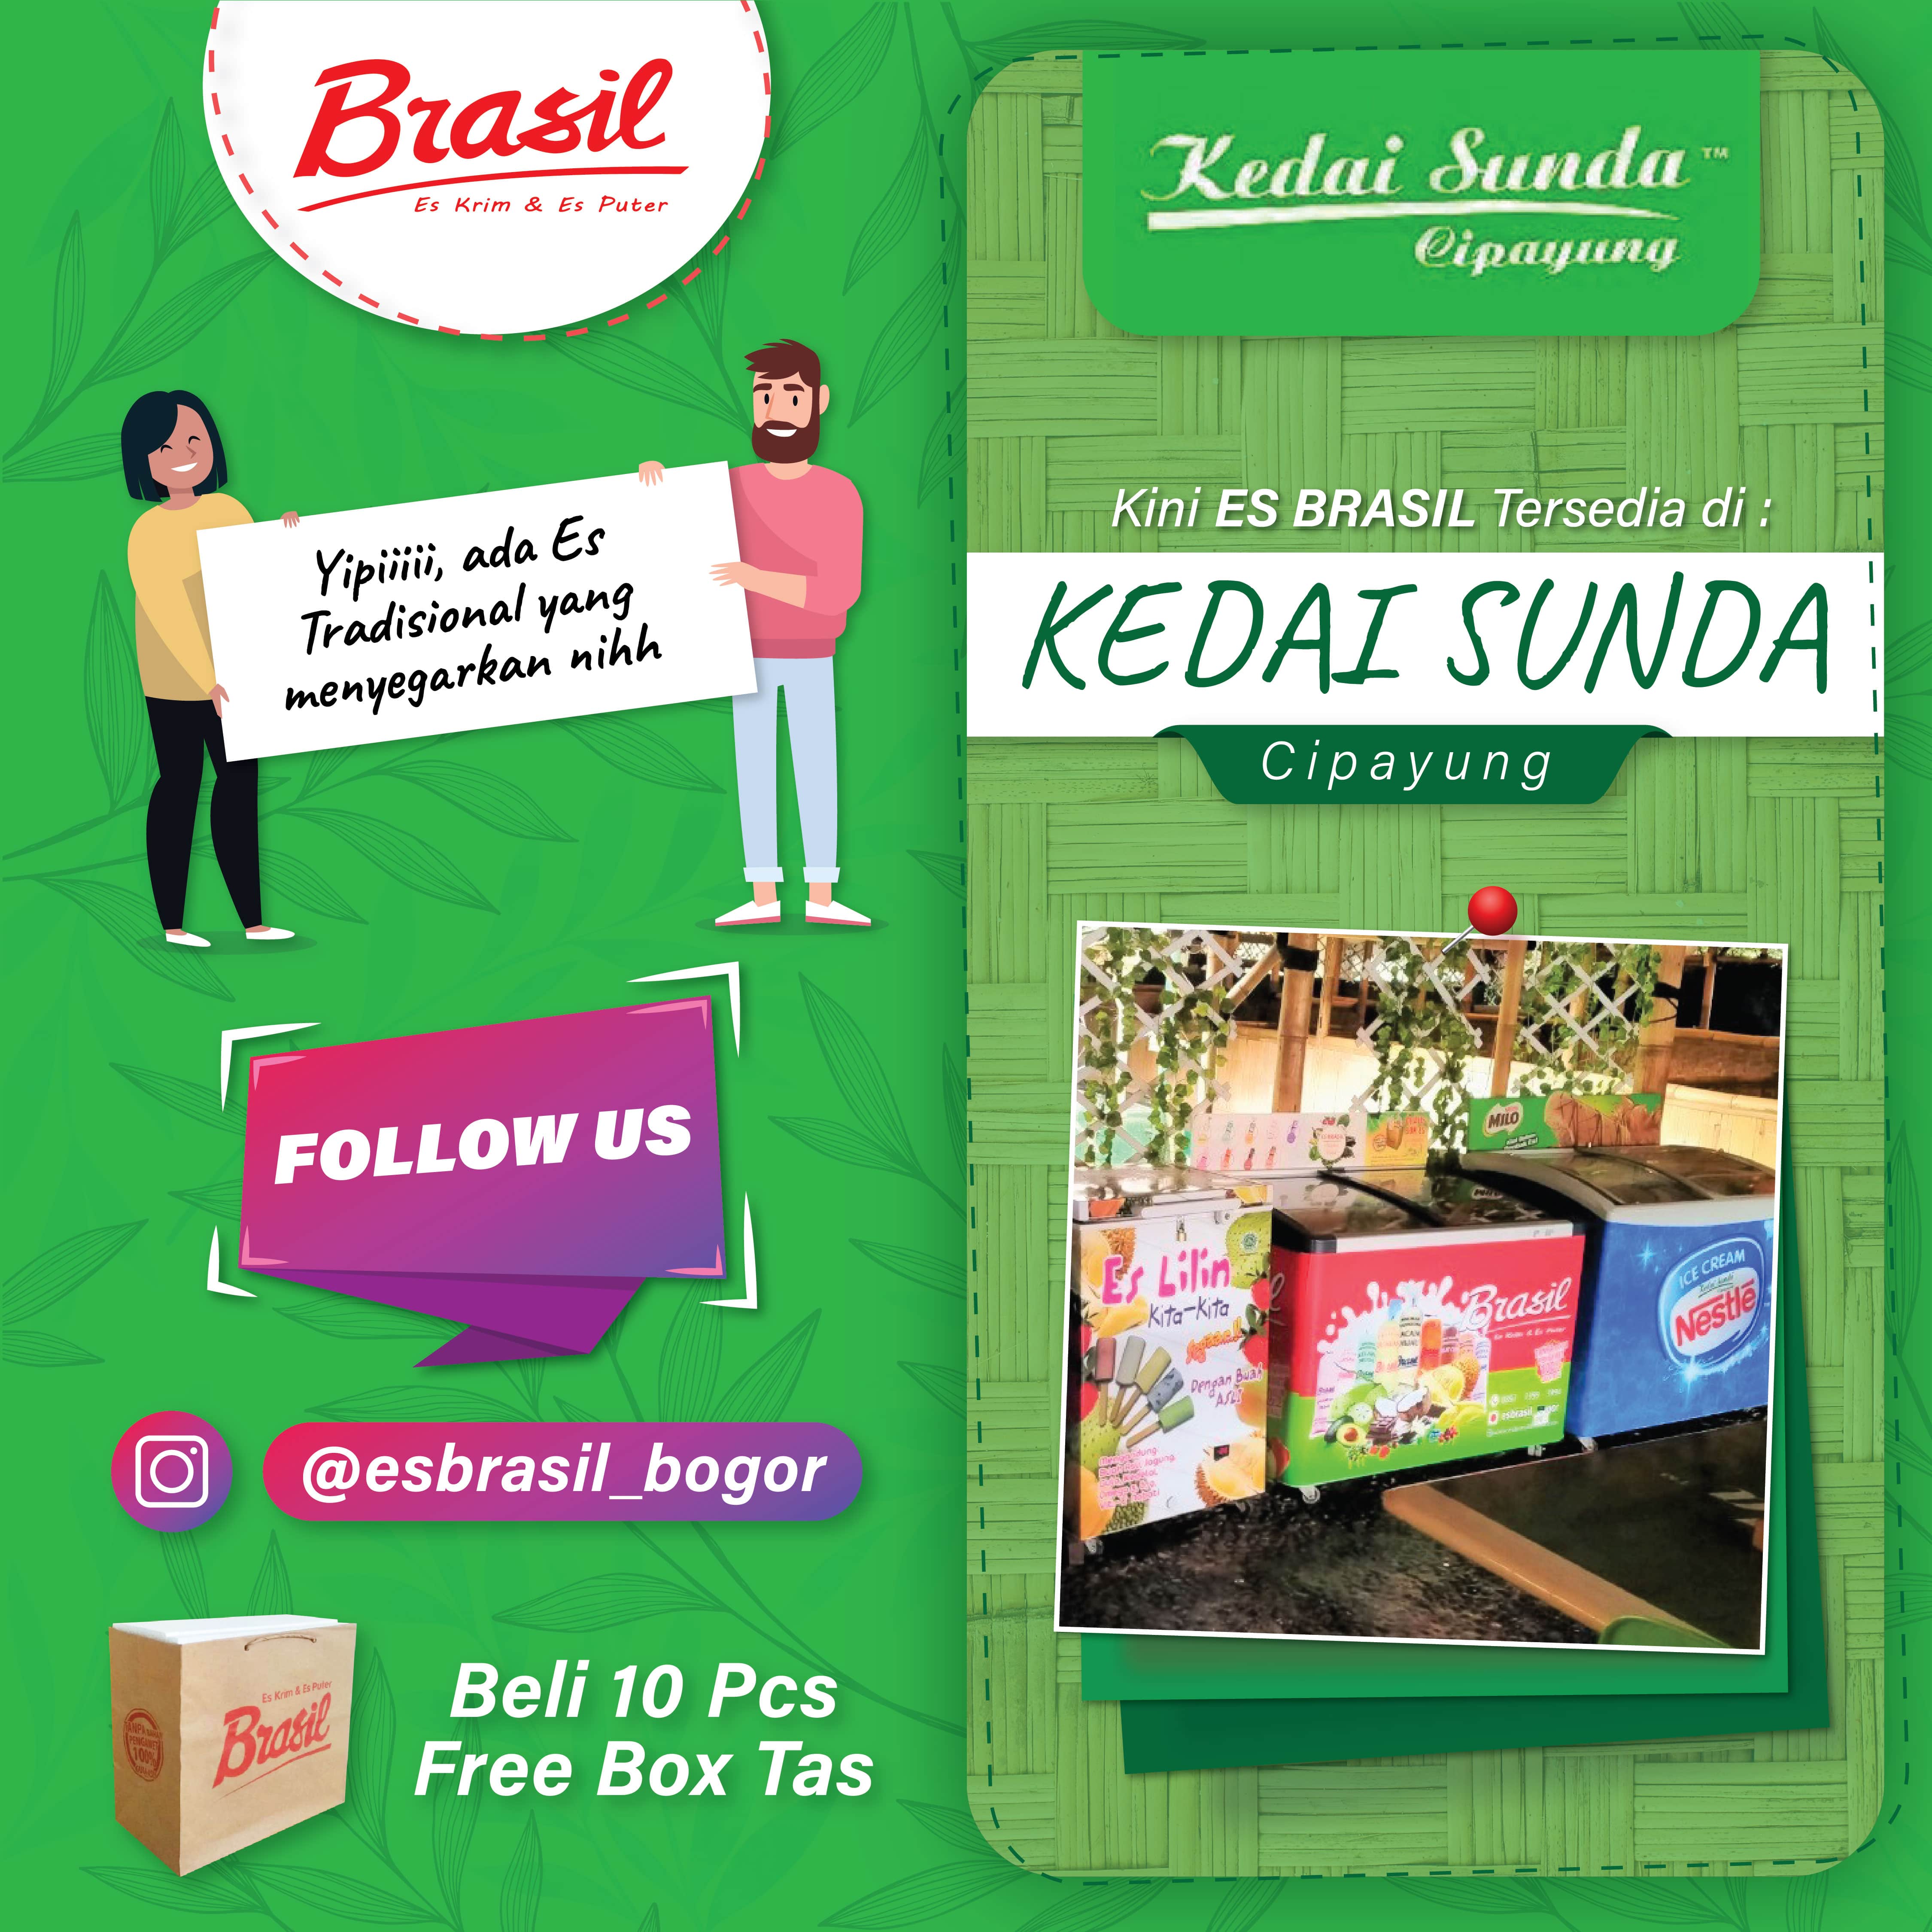 Brasil
Es Krim & Es Puter
Yipiiiii, ada Es
Tradisional yang
menyegarkan nihh
FOLLOW US
@esbrasil_bogor
Es Krim & Es Puter
Brasil
100%
Beli 10 Pcs
Free Box Tas
Kedai Sunda™
Cipayung
Kini ES BRASIL Tersedia di :
KEDAI SUNDA
Cipayung
MILO
Es Lilin
Kita-Kita
Dengan Buah
ASLI
Brasil
Es Krim & Es Puter
ICE CREAM
Nestlé